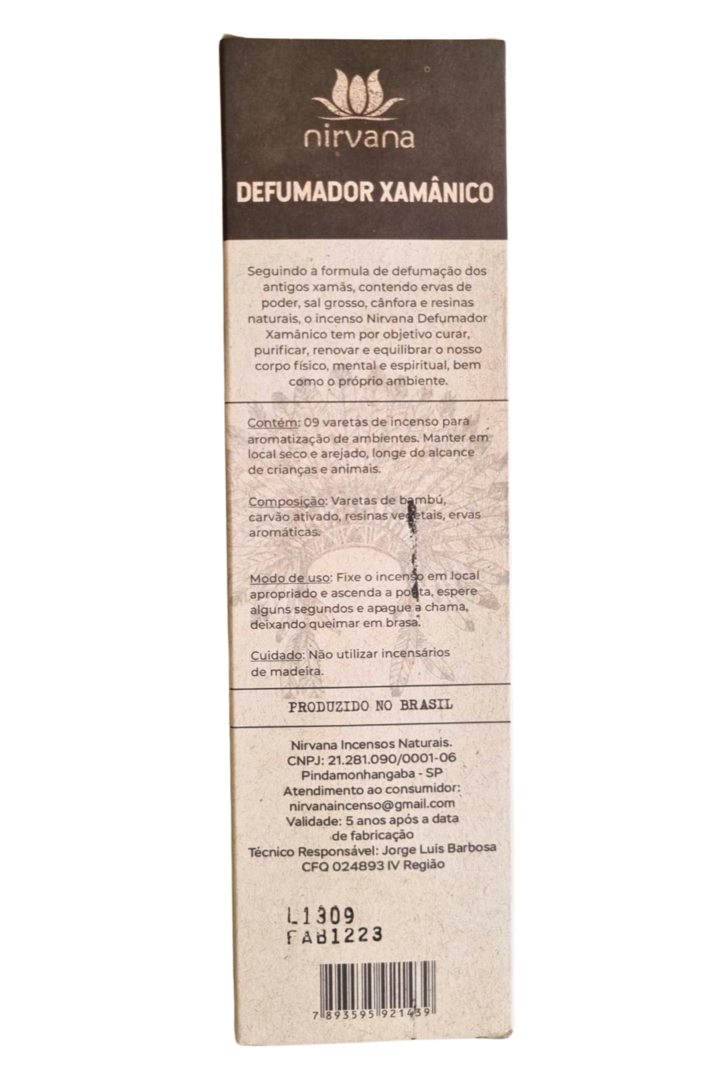 nirvana
DEFUMADOR XAMÂNICO
Seguindo a formula de defumação dos
antigos xamãs, contendo ervas de
poder, sal grosso, cânfora e resinas
naturais, o incenso Nirvana Defumador
Xamânico tem por objetivo curar,
purificar, renovar e equilibrar o nosso
corpo físico, mental e espiritual, bem
como o próprio ambiente.
Contém: 09 varetas de incenso para
aromatização de ambientes. Manter em
local seco e arejado, longe do alcance
de crianças e animais.
Composição: Varetas de bambú,
carvão ativado, resinas vegetais, ervas
aromáticas.
Modo de uso: Fixe o incenso em local
apropriado e ascenda a ponta, espere
alguns segundos e apague a chama,
deixando queimar em brasa.
Cuidado: Não utilizar incensários
de madeira.
PRODUZIDO NO BRASIL
Nirvana Incensos Naturais.
CNPJ: 21.281.090/0001-06
Pindamonhangaba - SP
Atendimento ao consumidor:
nirvanaincenso@gmail.com
Validade: 5 anos após a data
de fabricação
Técnico Responsável: Jorge Luis Barbosa
CFQ 024893 IV Região
L1309
FAB1223
7 893595 921439